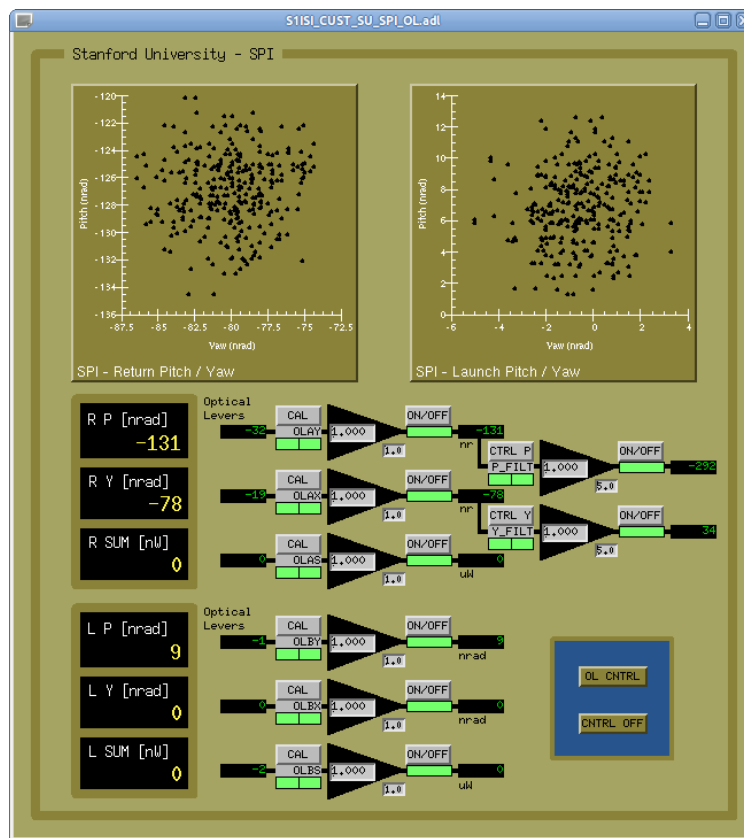 S1ISI_CUST_SU_SPI_OL.adl
Stanford University - SPI
-120
-122
-124
-126
-128
-130
-132
-134
-136
Pitch (nrad)
-87.5 -85 -82.5 -80 -77.5 -75 -72.5
Yaw (nrad)
SPI - Return Pitch / Yaw
14
12
10
8
6
4
2
0
Pitch (nrad)
-6 -4 -2 0 2 4
Yaw (nrad)
SPI - Launch Pitch / Yaw
R P [nrad]
-131
R Y [nrad]
-78
R SUM [nW]
0
Optical
Levers
-32 CAL OLAY 1.000 1.0 ON/OFF -131 nr
-19 CAL OLAX 1.000 1.0 ON/OFF -78 nr
0 CAL OLAS 1.000 1.0 ON/OFF 0 uW
CTRL P P_FILT 1.000 5.0 ON/OFF -292
CTRL Y Y_FILT 1.000 5.0 ON/OFF 34
L P [nrad]
9
L Y [nrad]
0
L SUM [nW]
0
Optical
Levers
-1 CAL OLBY 1.000 1.0 ON/OFF 9 nrad
0 CAL OLBX 1.000 1.0 ON/OFF 0 nrad
-2 CAL OLBS 1.000 1.0 ON/OFF 0 uW
OL CNTRL
CNTRL OFF